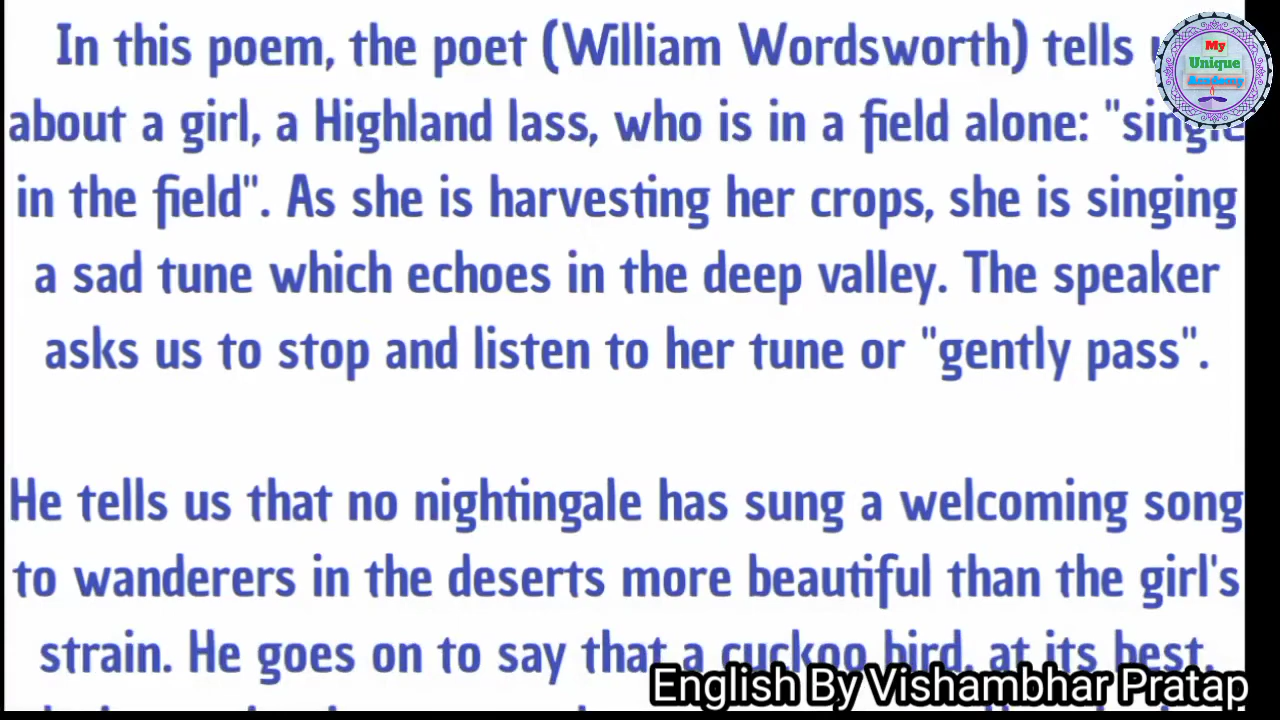 In this poem, the poet (William Wordsworth) tells
My
Unique
Academy
about a girl, a Highland lass, who is in a field alone: "single
in the field". As she is harvesting her crops, she is singing
a sad tune which echoes in the deep valley. The speaker
asks us to stop and listen to her tune or "gently pass".
He tells us that no nightingale has sung a welcoming song
to wanderers in the deserts more beautiful than the girl's
strain. He goes on to say that a cuckoo bird, at its best,
English By Vishambhar Pratap